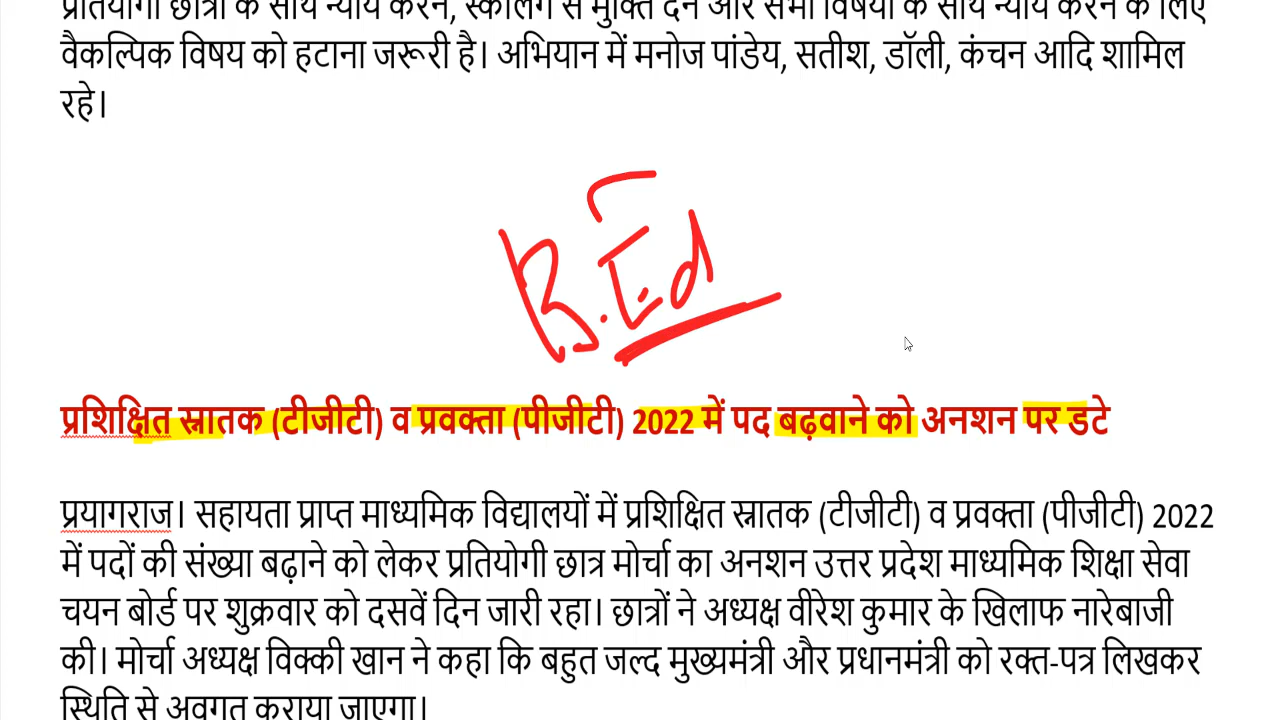 प्रतियोगी छात्रों के साथ न्याय करने, स्केलिंग से मुक्ति देने और सभी विषयों के साथ न्याय करने के लिए
वैकल्पिक विषय को हटाना जरूरी है। अभियान में मनोज पांडेय, सतीश, डॉली, कंचन आदि शामिल
रहे।
B.Ed
प्रशिक्षित स्नातक (टीजीटी) व प्रवक्ता (पीजीटी) 2022 में पद बढ़वाने को अनशन पर डटे
प्रयागराज। सहायता प्राप्त माध्यमिक विद्यालयों में प्रशिक्षित स्नातक (टीजीटी) व प्रवक्ता (पीजीटी) 2022
में पदों की संख्या बढ़ाने को लेकर प्रतियोगी छात्र मोर्चा का अनशन उत्तर प्रदेश माध्यमिक शिक्षा सेवा
चयन बोर्ड पर शुक्रवार को दसवें दिन जारी रहा। छात्रों ने अध्यक्ष वीरेश कुमार के खिलाफ नारेबाजी
की। मोर्चा अध्यक्ष विक्की खान ने कहा कि बहुत जल्द मुख्यमंत्री और प्रधानमंत्री को रक्त-पत्र लिखकर
स्थिति से अवगत कराया जाएगा।